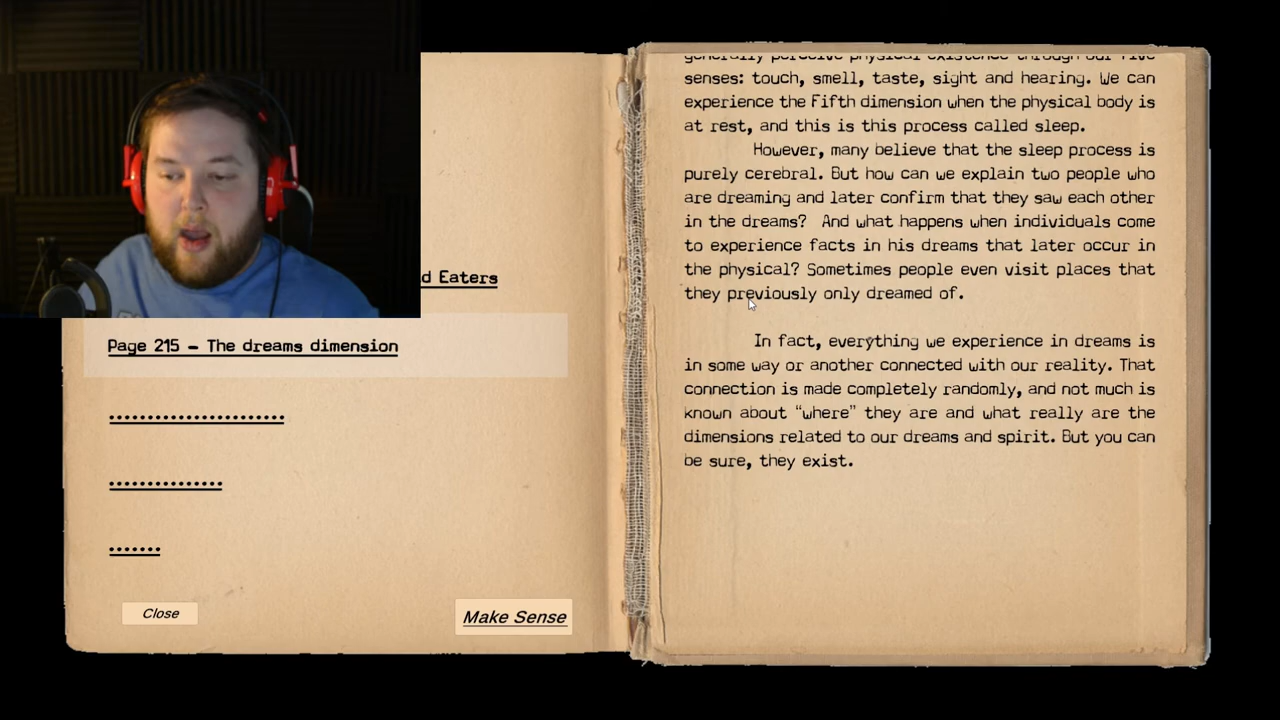 d Eaters
Page 215 – The dreams dimension
.......................
...............
.......
Close
Make Sense
generally perceive physical existence through our five
senses: touch, smell, taste, sight and hearing. We can
experience the Fifth dimension when the physical body is
at rest, and this is this process called sleep.
However, many believe that the sleep process is
purely cerebral. But how can we explain two people who
are dreaming and later confirm that they saw each other
in the dreams? And what happens when individuals come
to experience facts in his dreams that later occur in
the physical? Sometimes people even visit places that
they previously only dreamed of.
In fact, everything we experience in dreams is
in some way or another connected with our reality. That
connection is made completely randomly, and not much is
known about “where” they are and what really are the
dimensions related to our dreams and spirit. But you can
be sure, they exist.